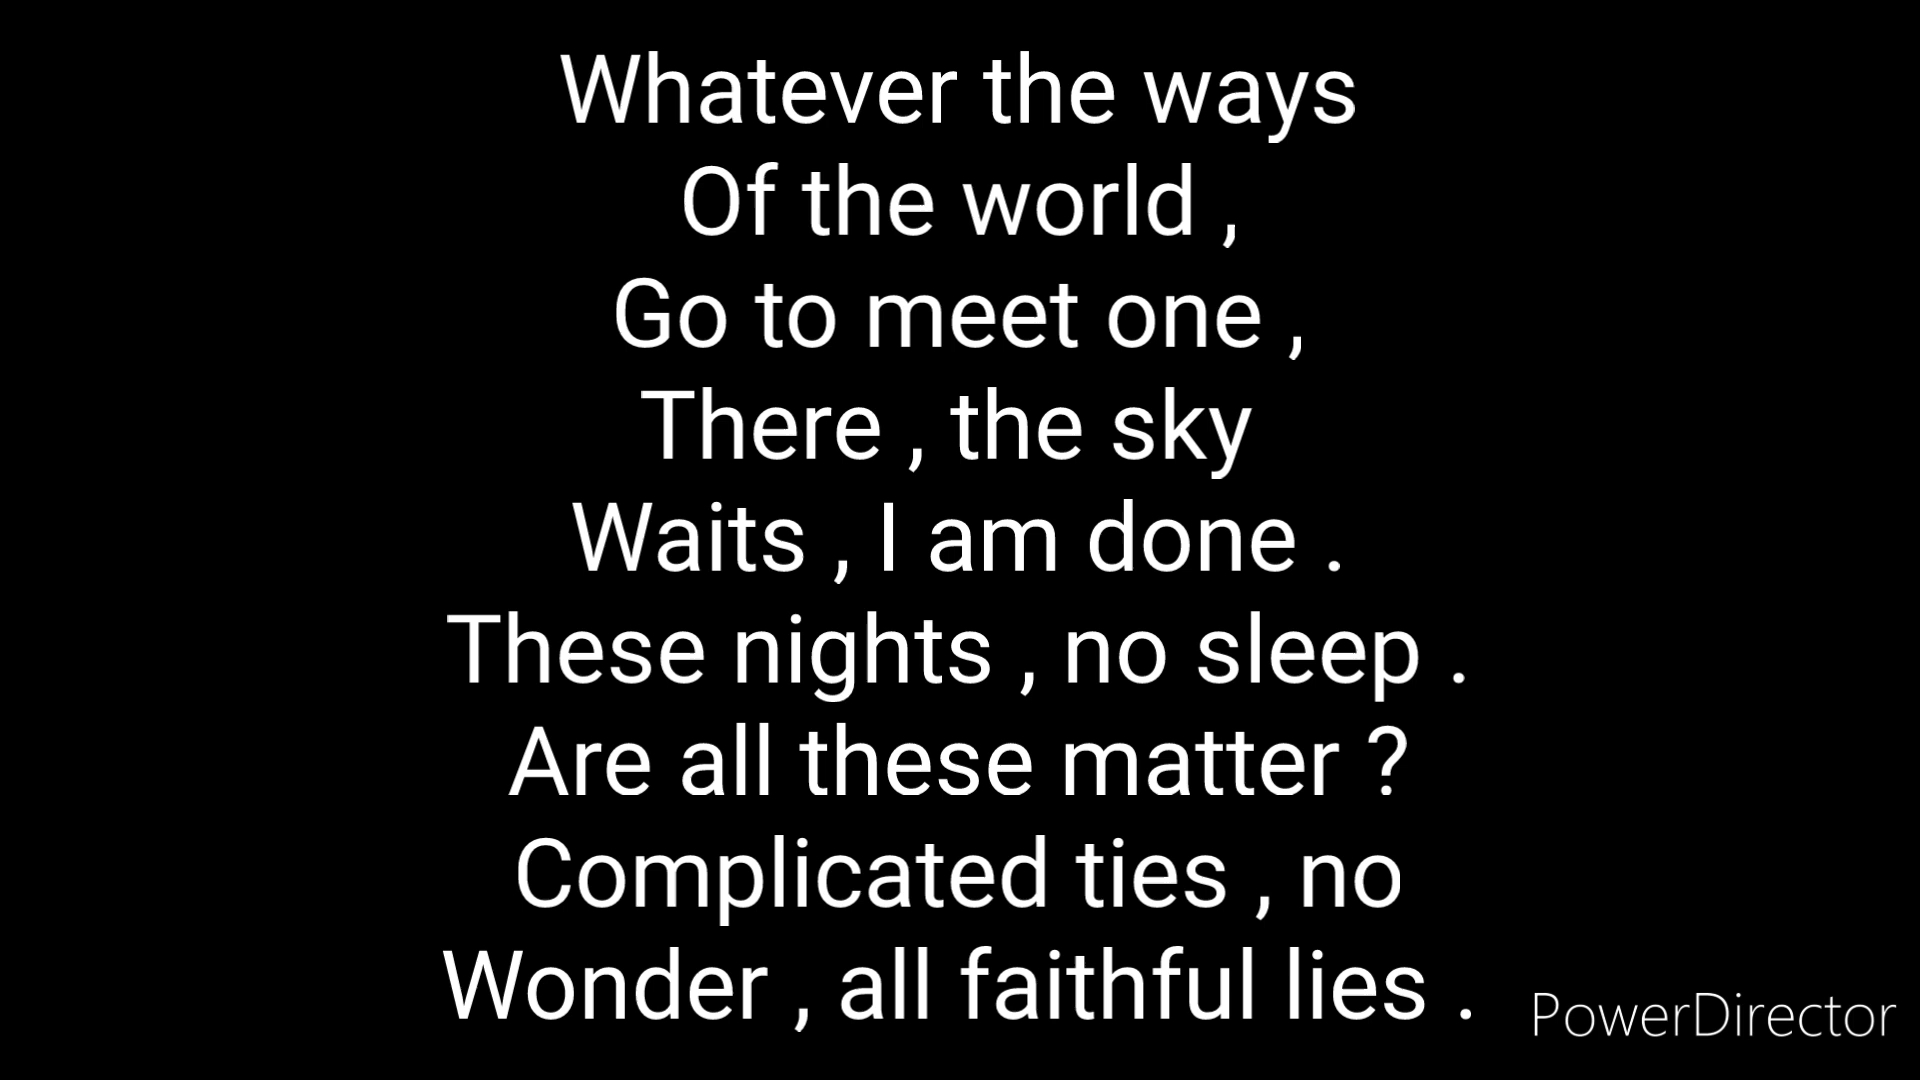 Whatever the ways
Of the world ,
Go to meet one ,
There , the sky
Waits , I am done .
These nights , no sleep .
Are all these matter ?
Complicated ties , no
Wonder , all faithful lies .
PowerDirector